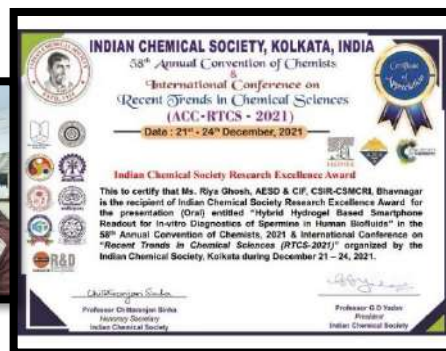 INDIAN CHEMICAL SOCIETY, KOLKATA, INDIA
58th Annual Convention of Chemists
&
International Conference on
Recent Trends in Chemical Sciences
(ACC-RTCS - 2021)
Date : 21st - 24th December, 2021
Certificate
of
Appreciation
Indian Chemical Society Research Excellence Award
This to certify that Ms. Riya Ghosh, AESD & CIF, CSIR-CSMCRI, Bhavnagar
is the recipient of Indian Chemical Society Research Excellence Award for
the presentation (Oral) entitled "Hybrid Hydrogel Based Smartphone
Readout for In-vitro Diagnostics of Spermine in Human Biofluids" in the
58th Annual Convention of Chemists, 2021 & International Conference on
"Recent Trends in Chemical Sciences (RTCS-2021)" organized by the
Indian Chemical Society, Kolkata during December 21 – 24, 2021.
R&D
Chittaranjan Sinha
Professor Chittaranjan Sinha
Honorary Secretary
Indian Chemical Society
Professor G D Yadav
President
Indian Chemical Society